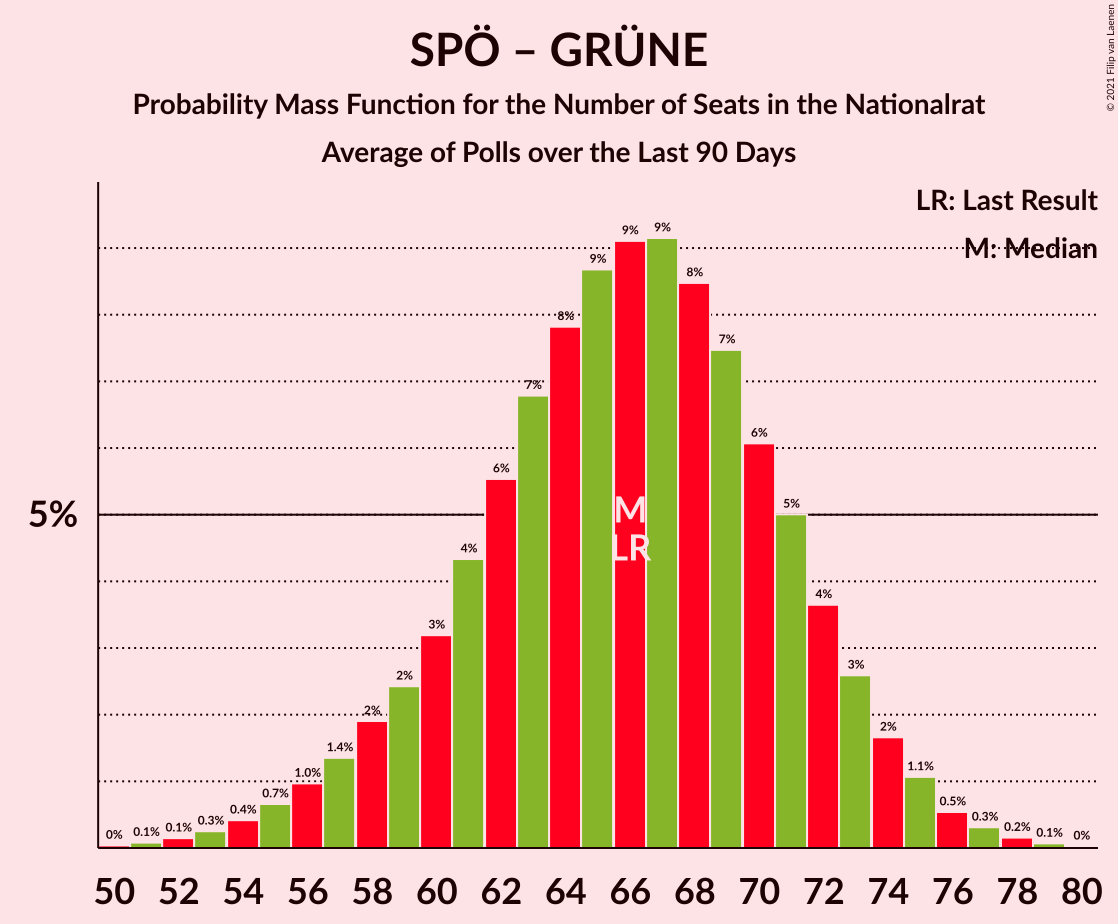 SPÖ – GRÜNE
Probability Mass Function for the Number of Seats in the Nationalrat
Average of Polls over the Last 90 Days
© 2021 Filip van Laenen
LR: Last Result
M: Median
5%
0% 0.1% 0.1% 0.3% 0.4% 0.7% 1.0% 1.4% 2% 2% 3% 4% 6% 7% 8% 9% 9% 9% 8% 7% 6% 5% 4% 3% 2% 1.1% 0.5% 0.3% 0.2% 0.1% 0%
M
LR
50 52 54 56 58 60 62 64 66 68 70 72 74 76 78 80